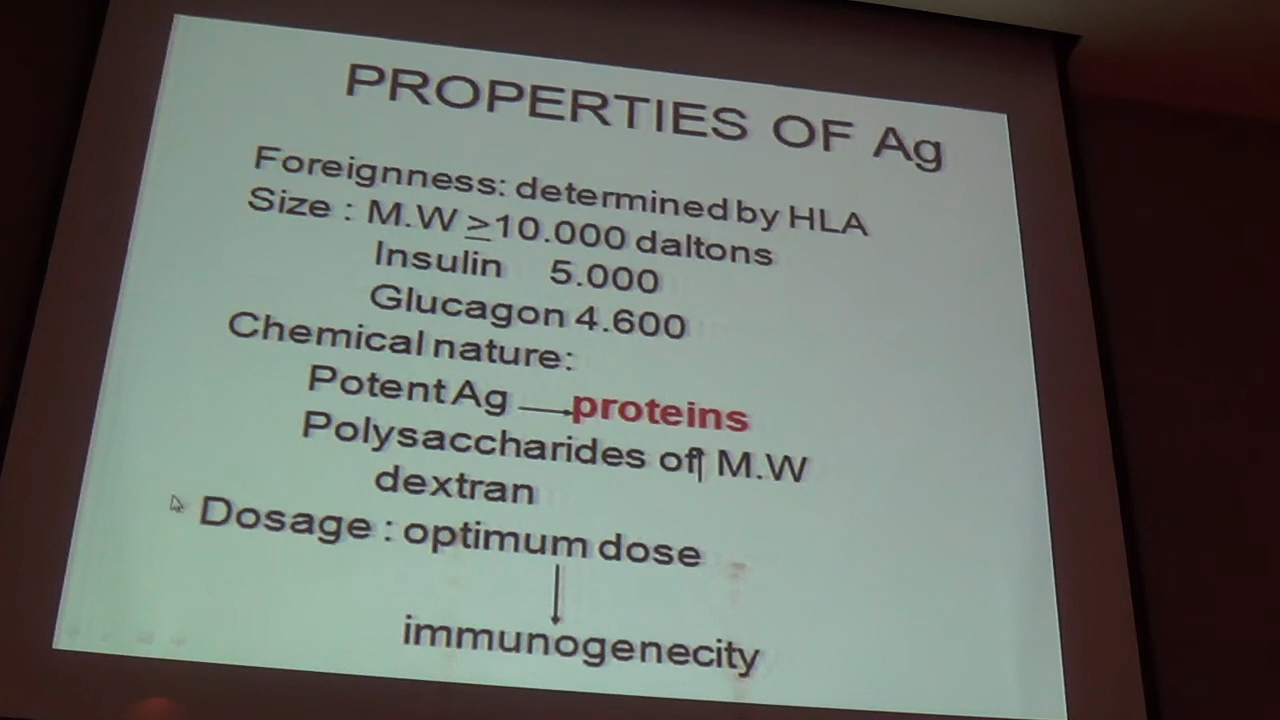 PROPERTIES OF Ag
Foreignness: determined by HLA
Size : M.W ≥10.000 daltons
Insulin 5.000
Glucagon 4.600
Chemical nature:
Potent Ag → proteins
Polysaccharides of↑ M.W
dextran
Dosage : optimum dose
↓
immunogenecity